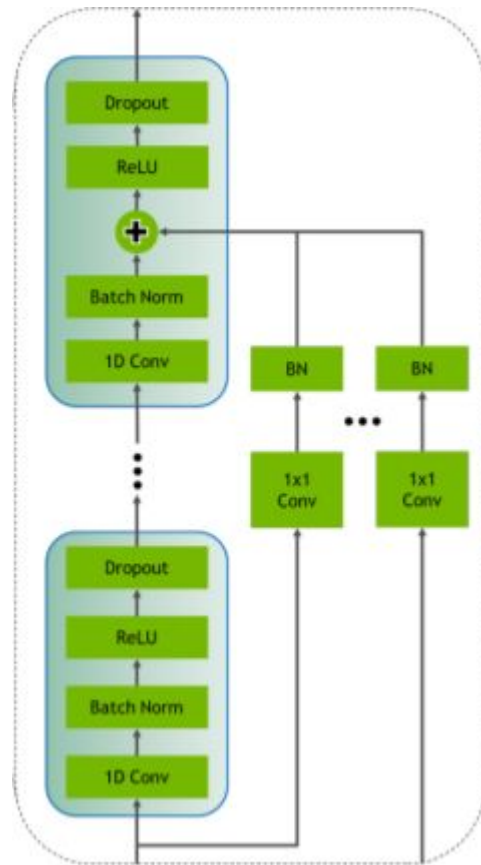 Dropout
ReLU
+
Batch Norm
1D Conv
BN
BN
•••
1x1
Conv
1x1
Conv
Dropout
ReLU
Batch Norm
1D Conv